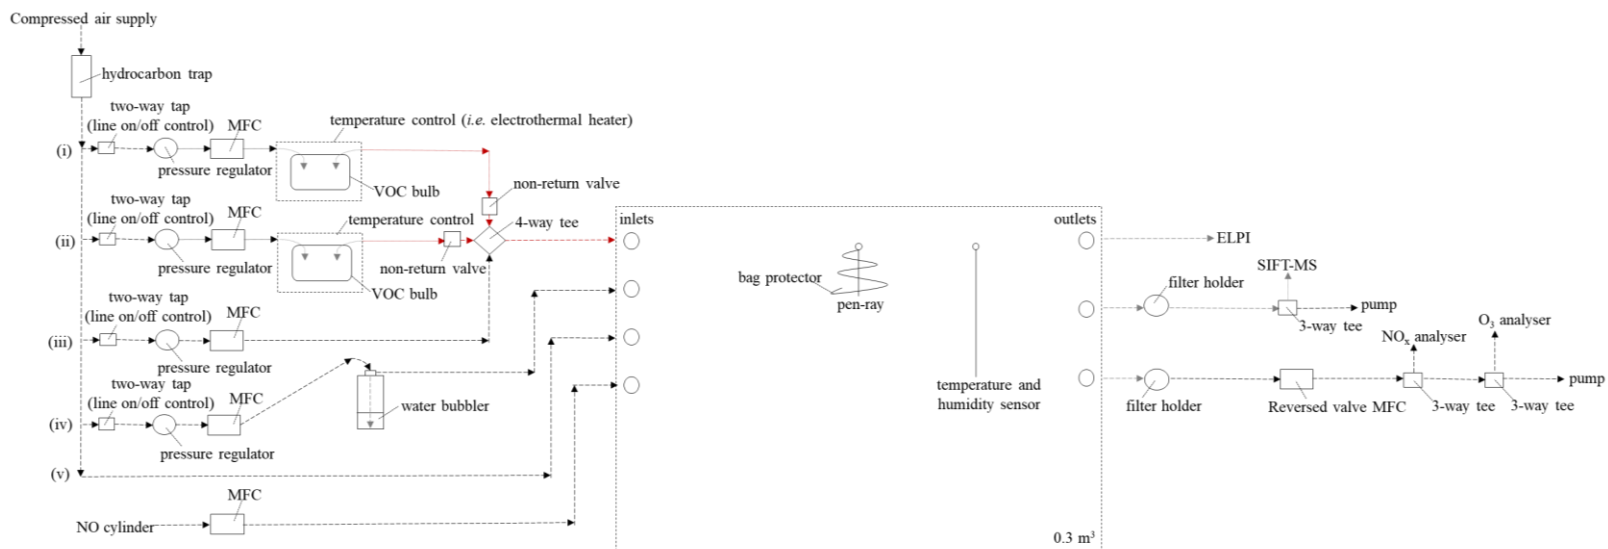 Compressed air supply
hydrocarbon trap
two-way tap
(line on/off control)
MFC
temperature control (i.e. electrothermal heater)
(i)
pressure regulator
VOC bulb
non-return valve
two-way tap
(line on/off control)
MFC
temperature control
4-way tee
(ii)
pressure regulator
non-return valve
VOC bulb
two-way tap
(line on/off control)
MFC
(iii)
pressure regulator
two-way tap
(line on/off control)
MFC
water bubbler
(iv)
pressure regulator
(v)
MFC
NO cylinder
inlets
outlets
bag protector
pen-ray
temperature and
humidity sensor
0.3 m³
ELPI
SIFT-MS
filter holder
pump
3-way tee
O₃ analyser
NOₓ analyser
pump
filter holder
Reversed valve MFC
3-way tee
3-way tee